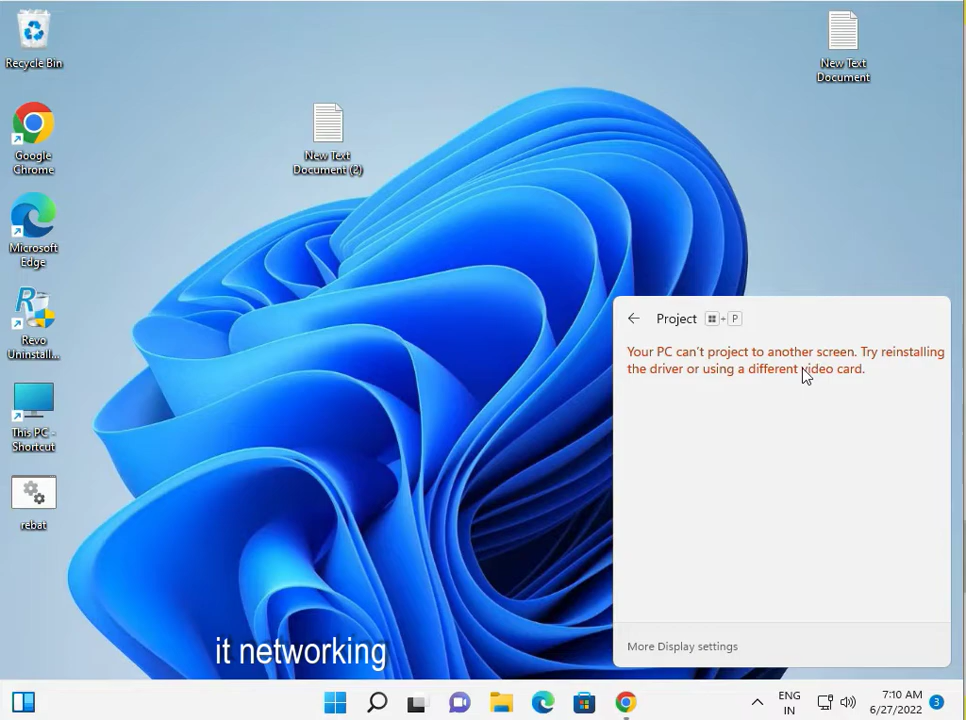 Recycle Bin
New Text
Document
Google
Chrome
New Text
Document (2)
Microsoft
Edge
Revo
Uninstall...
This PC -
Shortcut
rebat
Project + P
Your PC can't project to another screen. Try reinstalling
the driver or using a different video card.
More Display settings
it networking
ENG
IN
7:10 AM
6/27/2022
3